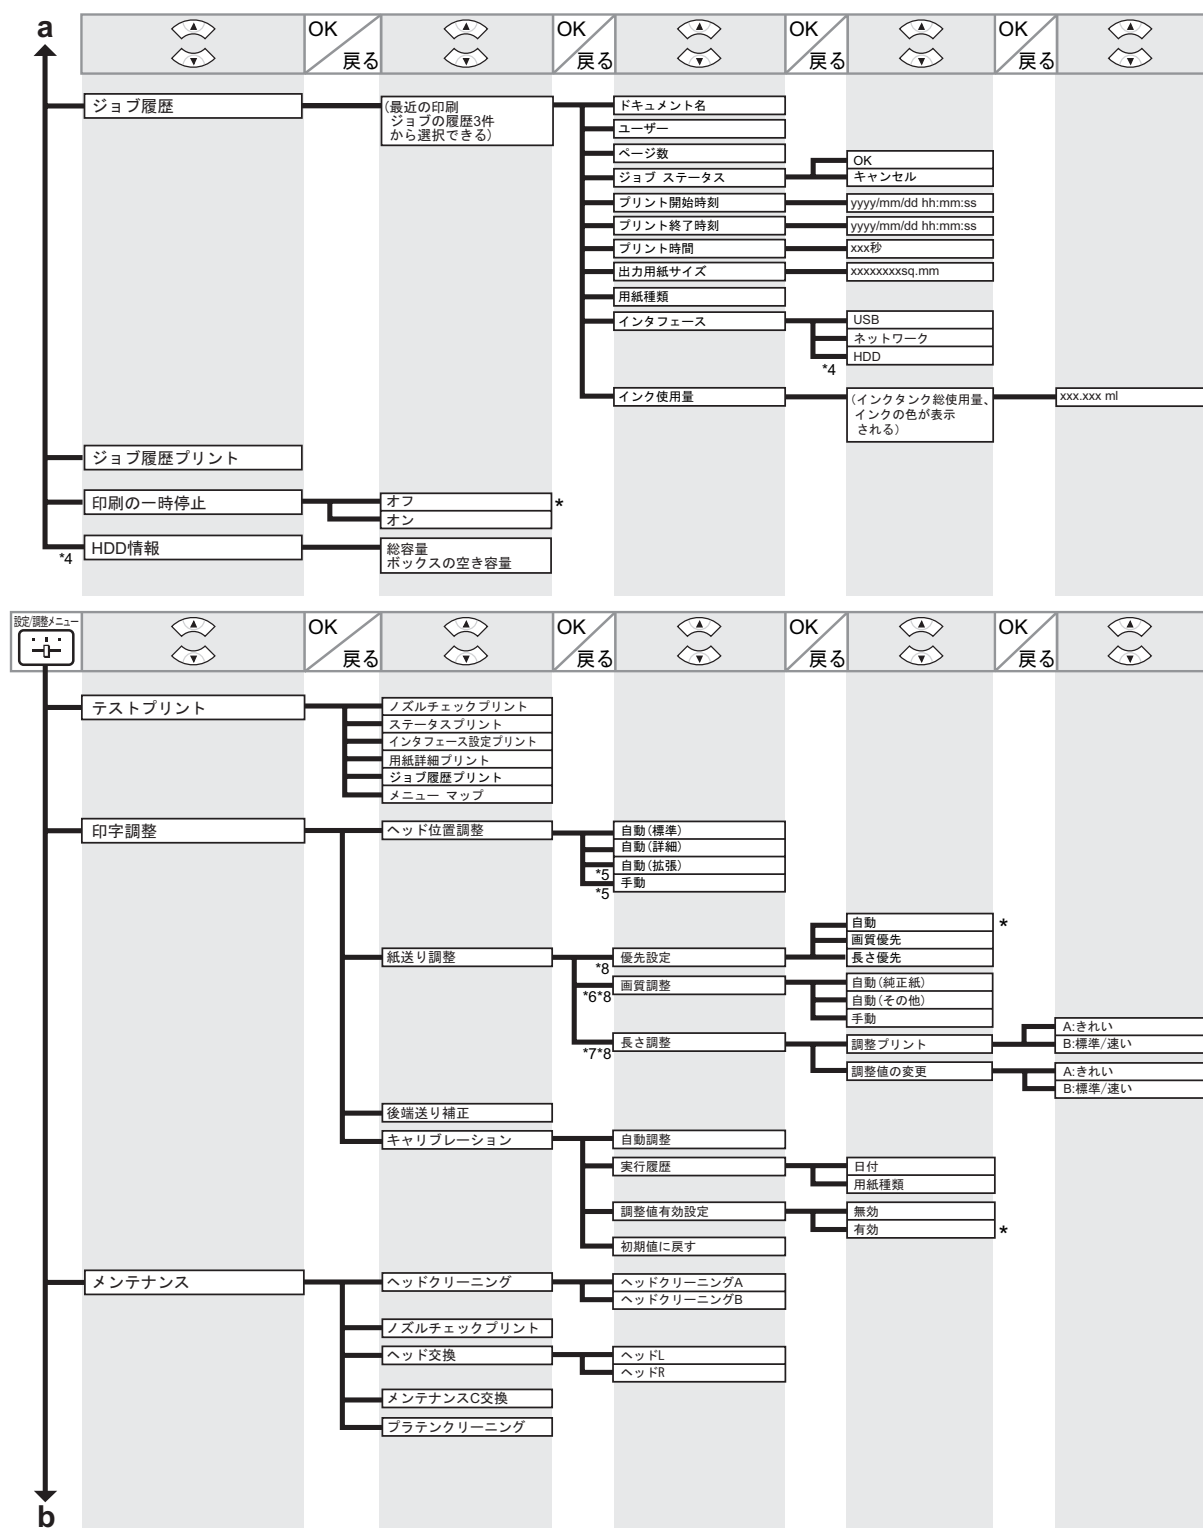 a
OK
戻る
OK
戻る
OK
戻る
OK
戻る
ジョブ履歴
(最近の印刷
ジョブの履歴3件
から選択できる)
ドキュメント名
ユーザー
ページ数
ジョブ ステータス
OK
キャンセル
プリント開始時刻
yyyy/mm/dd hh:mm:ss
プリント終了時刻
yyyy/mm/dd hh:mm:ss
プリント時間
xxx秒
出力用紙サイズ
xxxxxxxxsq.mm
用紙種類
インタフェース
USB
ネットワーク
HDD
*4
インク使用量
(インクタンク総使用量、
インクの色が表示
される)
xxx.xxx ml
ジョブ履歴プリント
印刷の一時停止
オフ
*
オン
HDD情報
*4
総容量
ボックスの空き容量
設定/調整メニュー
OK
戻る
OK
戻る
OK
戻る
OK
戻る
テストプリント
ノズルチェックプリント
ステータスプリント
インタフェース設定プリント
用紙詳細プリント
ジョブ履歴プリント
メニュー マップ
印字調整
ヘッド位置調整
自動(標準)
自動(詳細)
自動(拡張)
*5
手動
*5
紙送り調整
優先設定
*8
自動
*
画質優先
長さ優先
画質調整
*6*8
自動(純正紙)
自動(その他)
手動
長さ調整
*7*8
調整プリント
A:きれい
B:標準/速い
調整値の変更
A:きれい
B:標準/速い
後端送り補正
キャリブレーション
自動調整
実行履歴
日付
用紙種類
調整値有効設定
無効
有効
*
初期値に戻す
メンテナンス
ヘッドクリーニング
ヘッドクリーニングA
ヘッドクリーニングB
ノズルチェックプリント
ヘッド交換
ヘッドL
ヘッドR
メンテナンスC交換
プラテンクリーニング
b